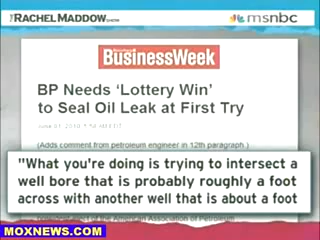 THE RACHEL MADDOW SHOW
msnbc
BusinessWeek
BP Needs 'Lottery Win'
to Seal Oil Leak at First Try
(Adds comment from petroleum engineer in 12th paragraph.)
"What you're doing is trying to intersect a
well bore that is probably roughly a foot
across with another well that is about a foot
MOXNEWS.COM